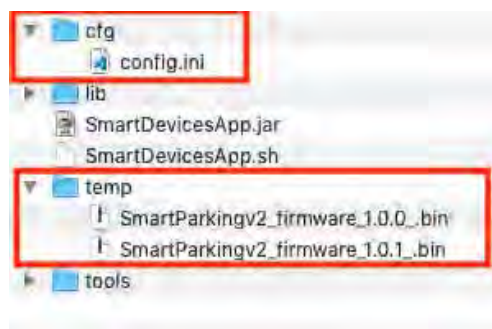 cfg
config.ini
lib
SmartDevicesApp.jar
SmartDevicesApp.sh
temp
SmartParkingv2_firmware_1.0.0_.bin
SmartParkingv2_firmware_1.0.1_.bin
tools